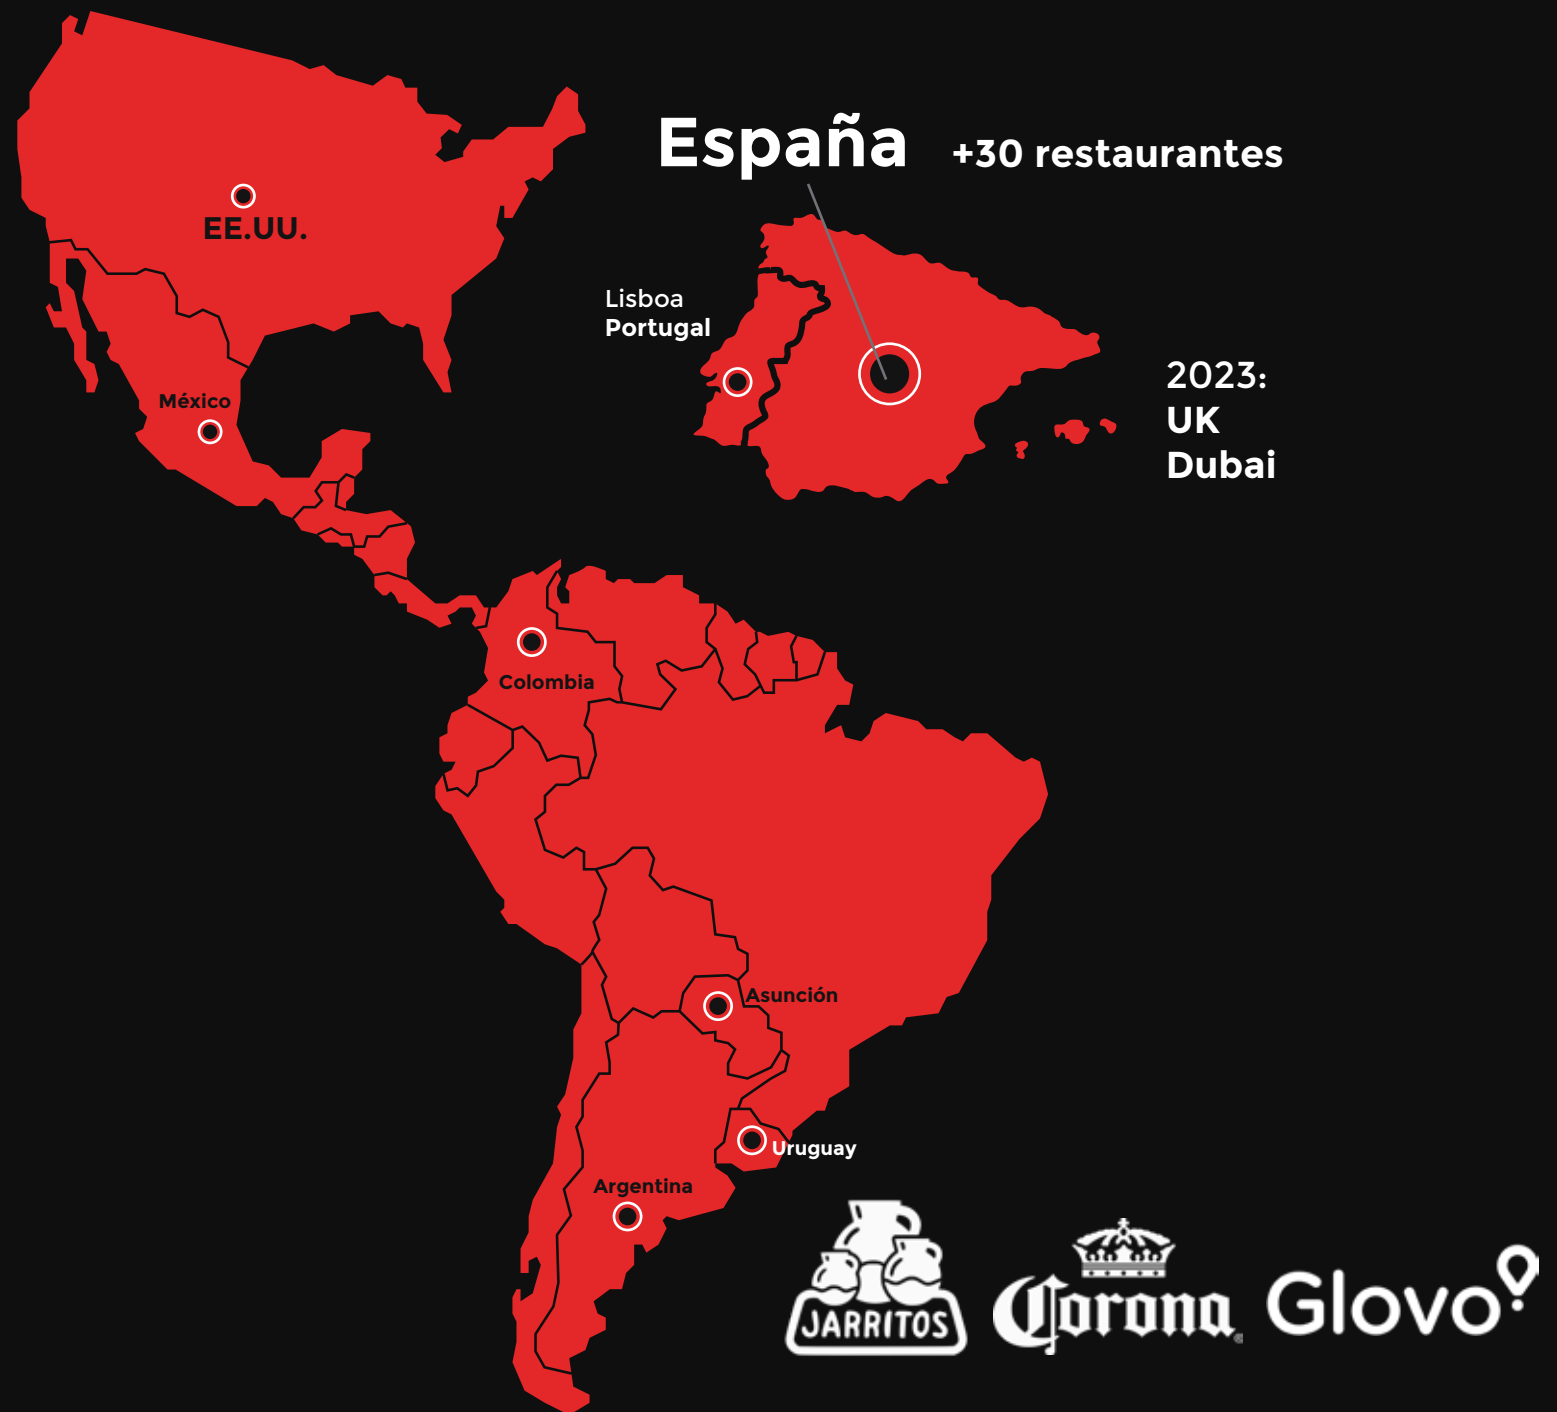 España
+30 restaurantes
EE.UU.
Lisboa
Portugal
2023:
UK
Dubai
México
Colombia
Asunción
Uruguay
Argentina
JARRITOS
Corona
Glovo